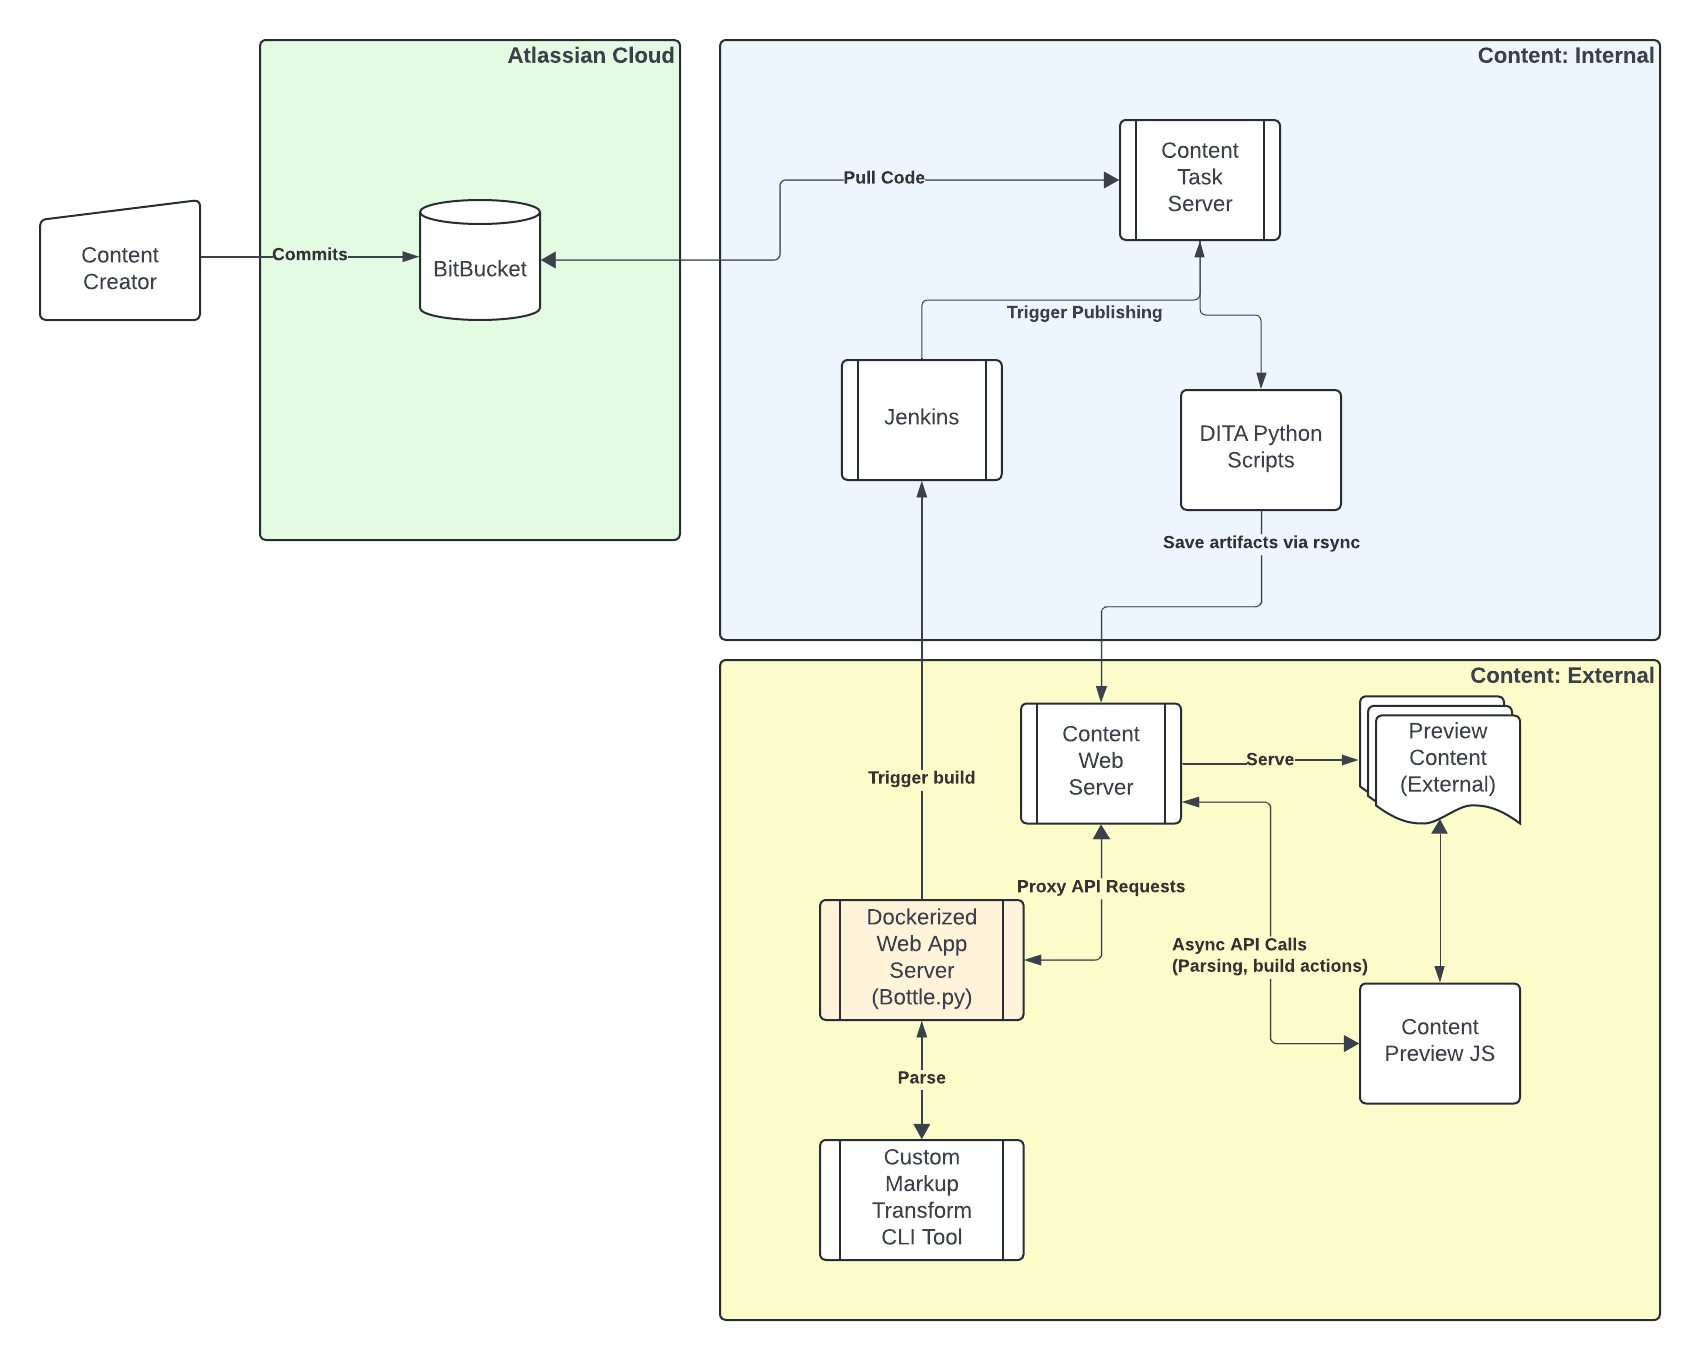 Atlassian Cloud
Content: Internal
Content
Task
Server
Pull Code
Content
Creator
Commits
BitBucket
Trigger Publishing
Jenkins
DITA Python
Scripts
Save artifacts via rsync
Content: External
Content
Web
Server
Serve
Preview
Content
(External)
Trigger build
Proxy API Requests
Dockerized
Web App
Server
(Bottle.py)
Async API Calls
(Parsing, build actions)
Content
Preview JS
Parse
Custom
Markup
Transform
CLI Tool